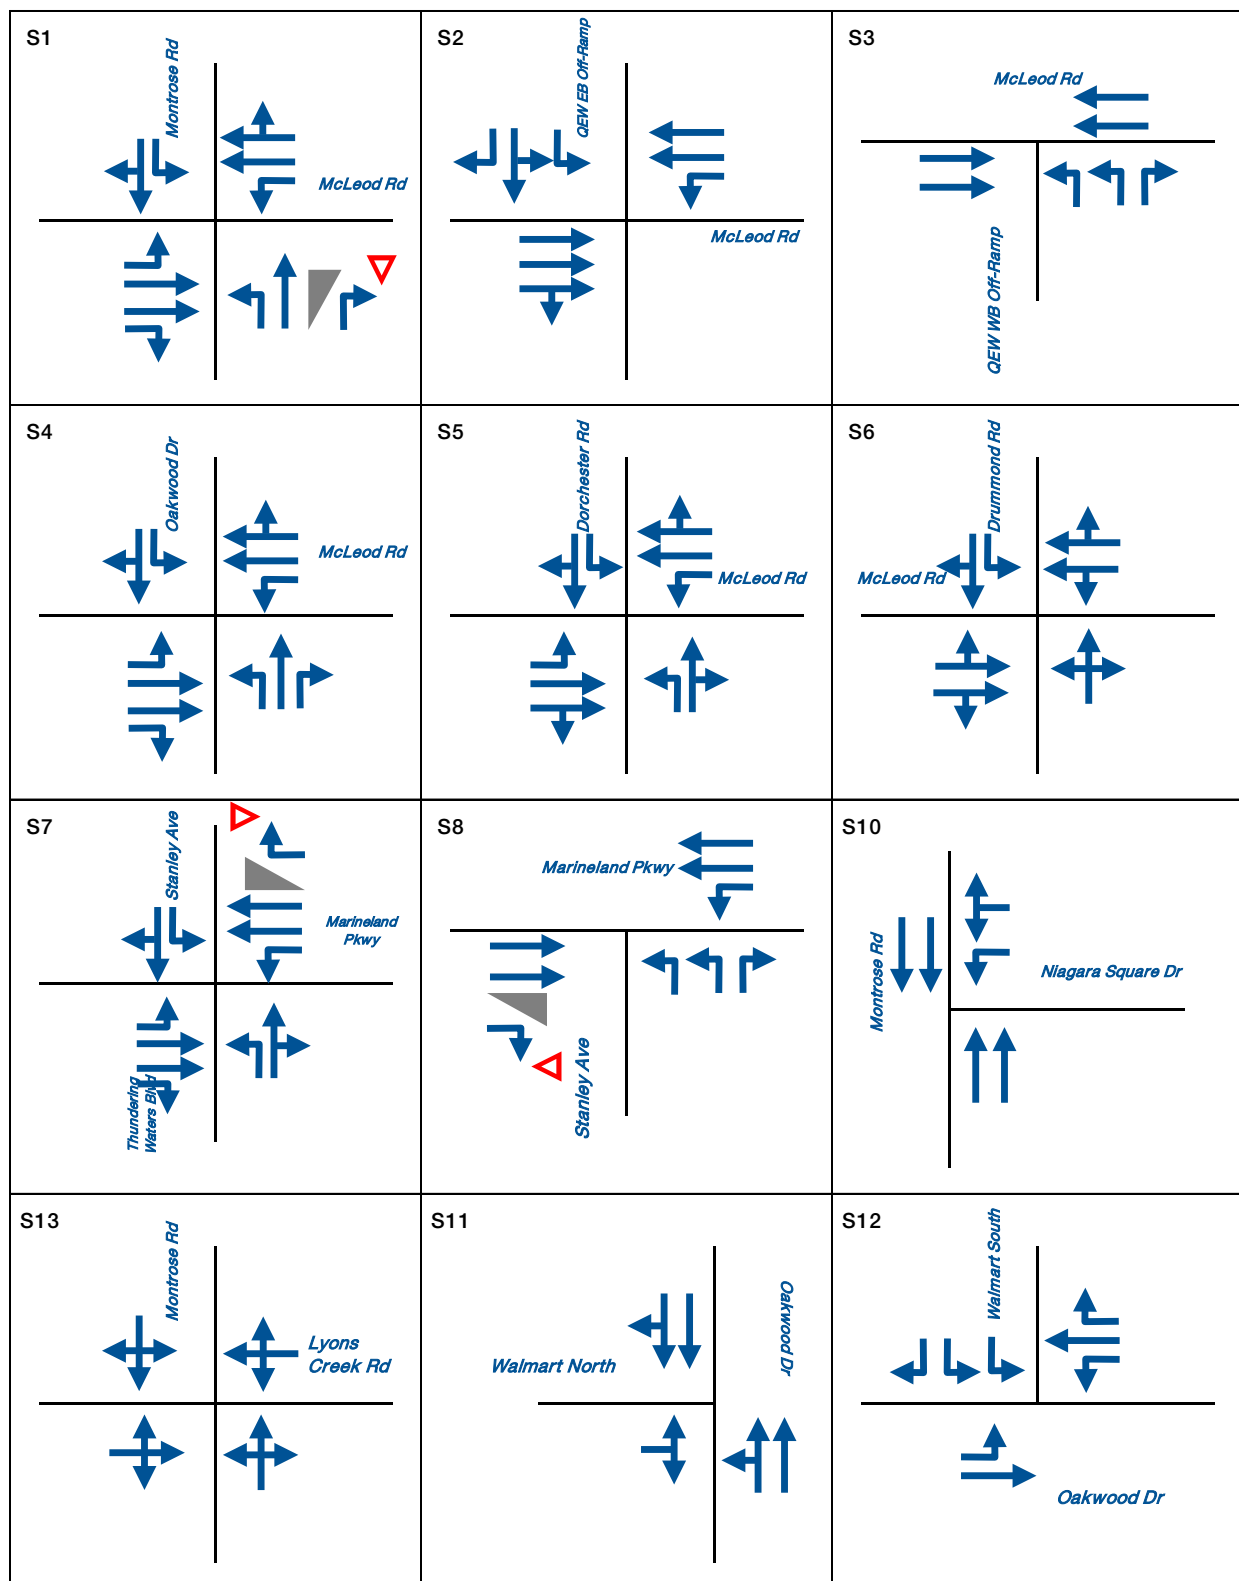 S1
Montrose Rd
McLeod Rd
S2
QEW EB Off-Ramp
McLeod Rd
S3
McLeod Rd
QEW WB Off-Ramp
S4
Oakwood Dr
McLeod Rd
S5
Dorchester Rd
McLeod Rd
S6
Drummond Rd
McLeod Rd
S7
Stanley Ave
Marineland
Pkwy
Thundering
Waters Blvd
S8
Marineland Pkwy
Stanley Ave
S10
Montrose Rd
Niagara Square Dr
S13
Montrose Rd
Lyons
Creek Rd
S11
Walmart North
Oakwood Dr
S12
Walmart South
Oakwood Dr